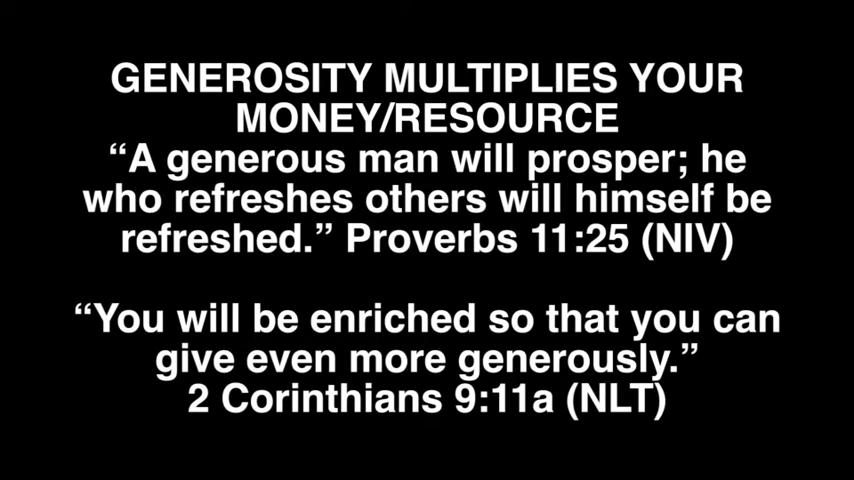 GENEROSITY MULTIPLIES YOUR
MONEY/RESOURCE
“A generous man will prosper; he
who refreshes others will himself be
refreshed.” Proverbs 11:25 (NIV)
“You will be enriched so that you can
give even more generously.”
2 Corinthians 9:11a (NLT)